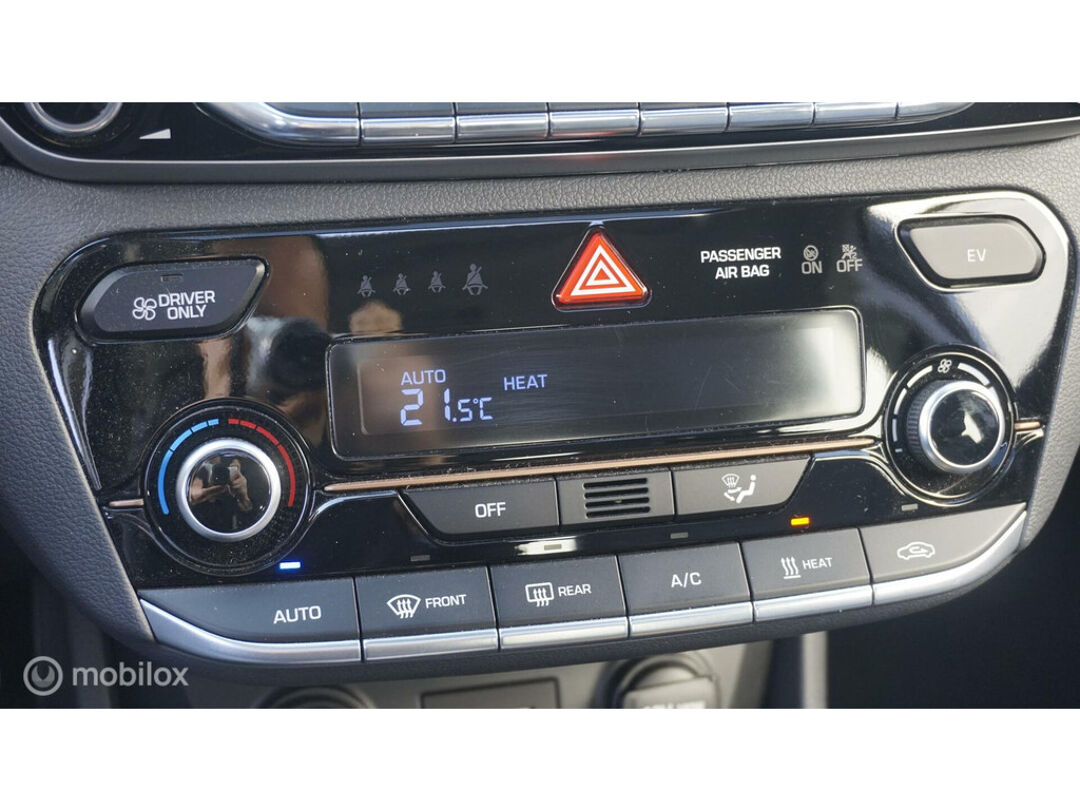 DRIVER
ONLY
PASSENGER
AIR BAG
ON
OFF
EV
AUTO
HEAT
21.5°C
OFF
AUTO
FRONT
REAR
A/C
HEAT
mobilox